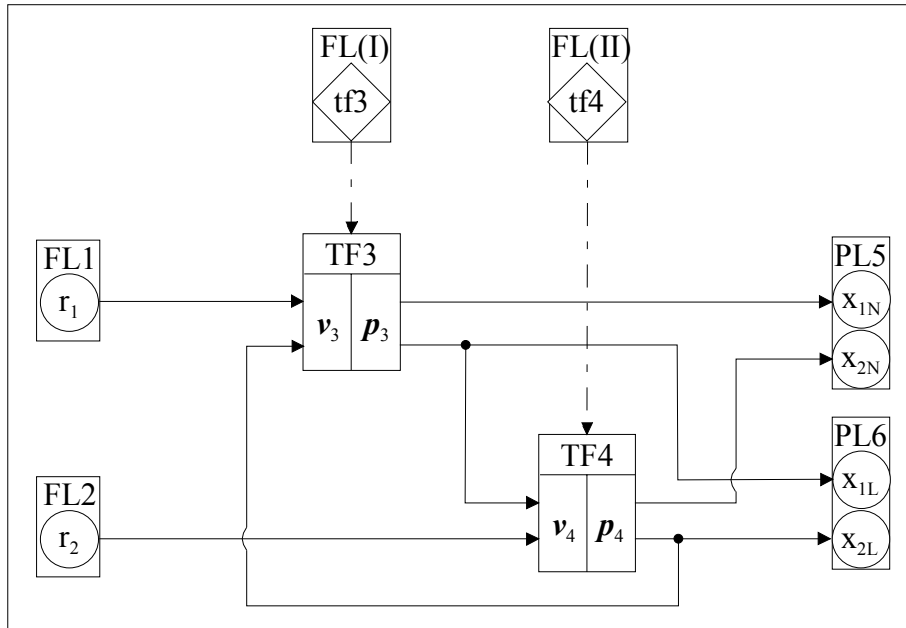 FL(I)
tf3
FL(II)
tf4
FL1
r₁
TF3
v₃
p₃
PL5
x₁N
x₂N
FL2
r₂
TF4
v₄
p₄
PL6
x₁L
x₂L